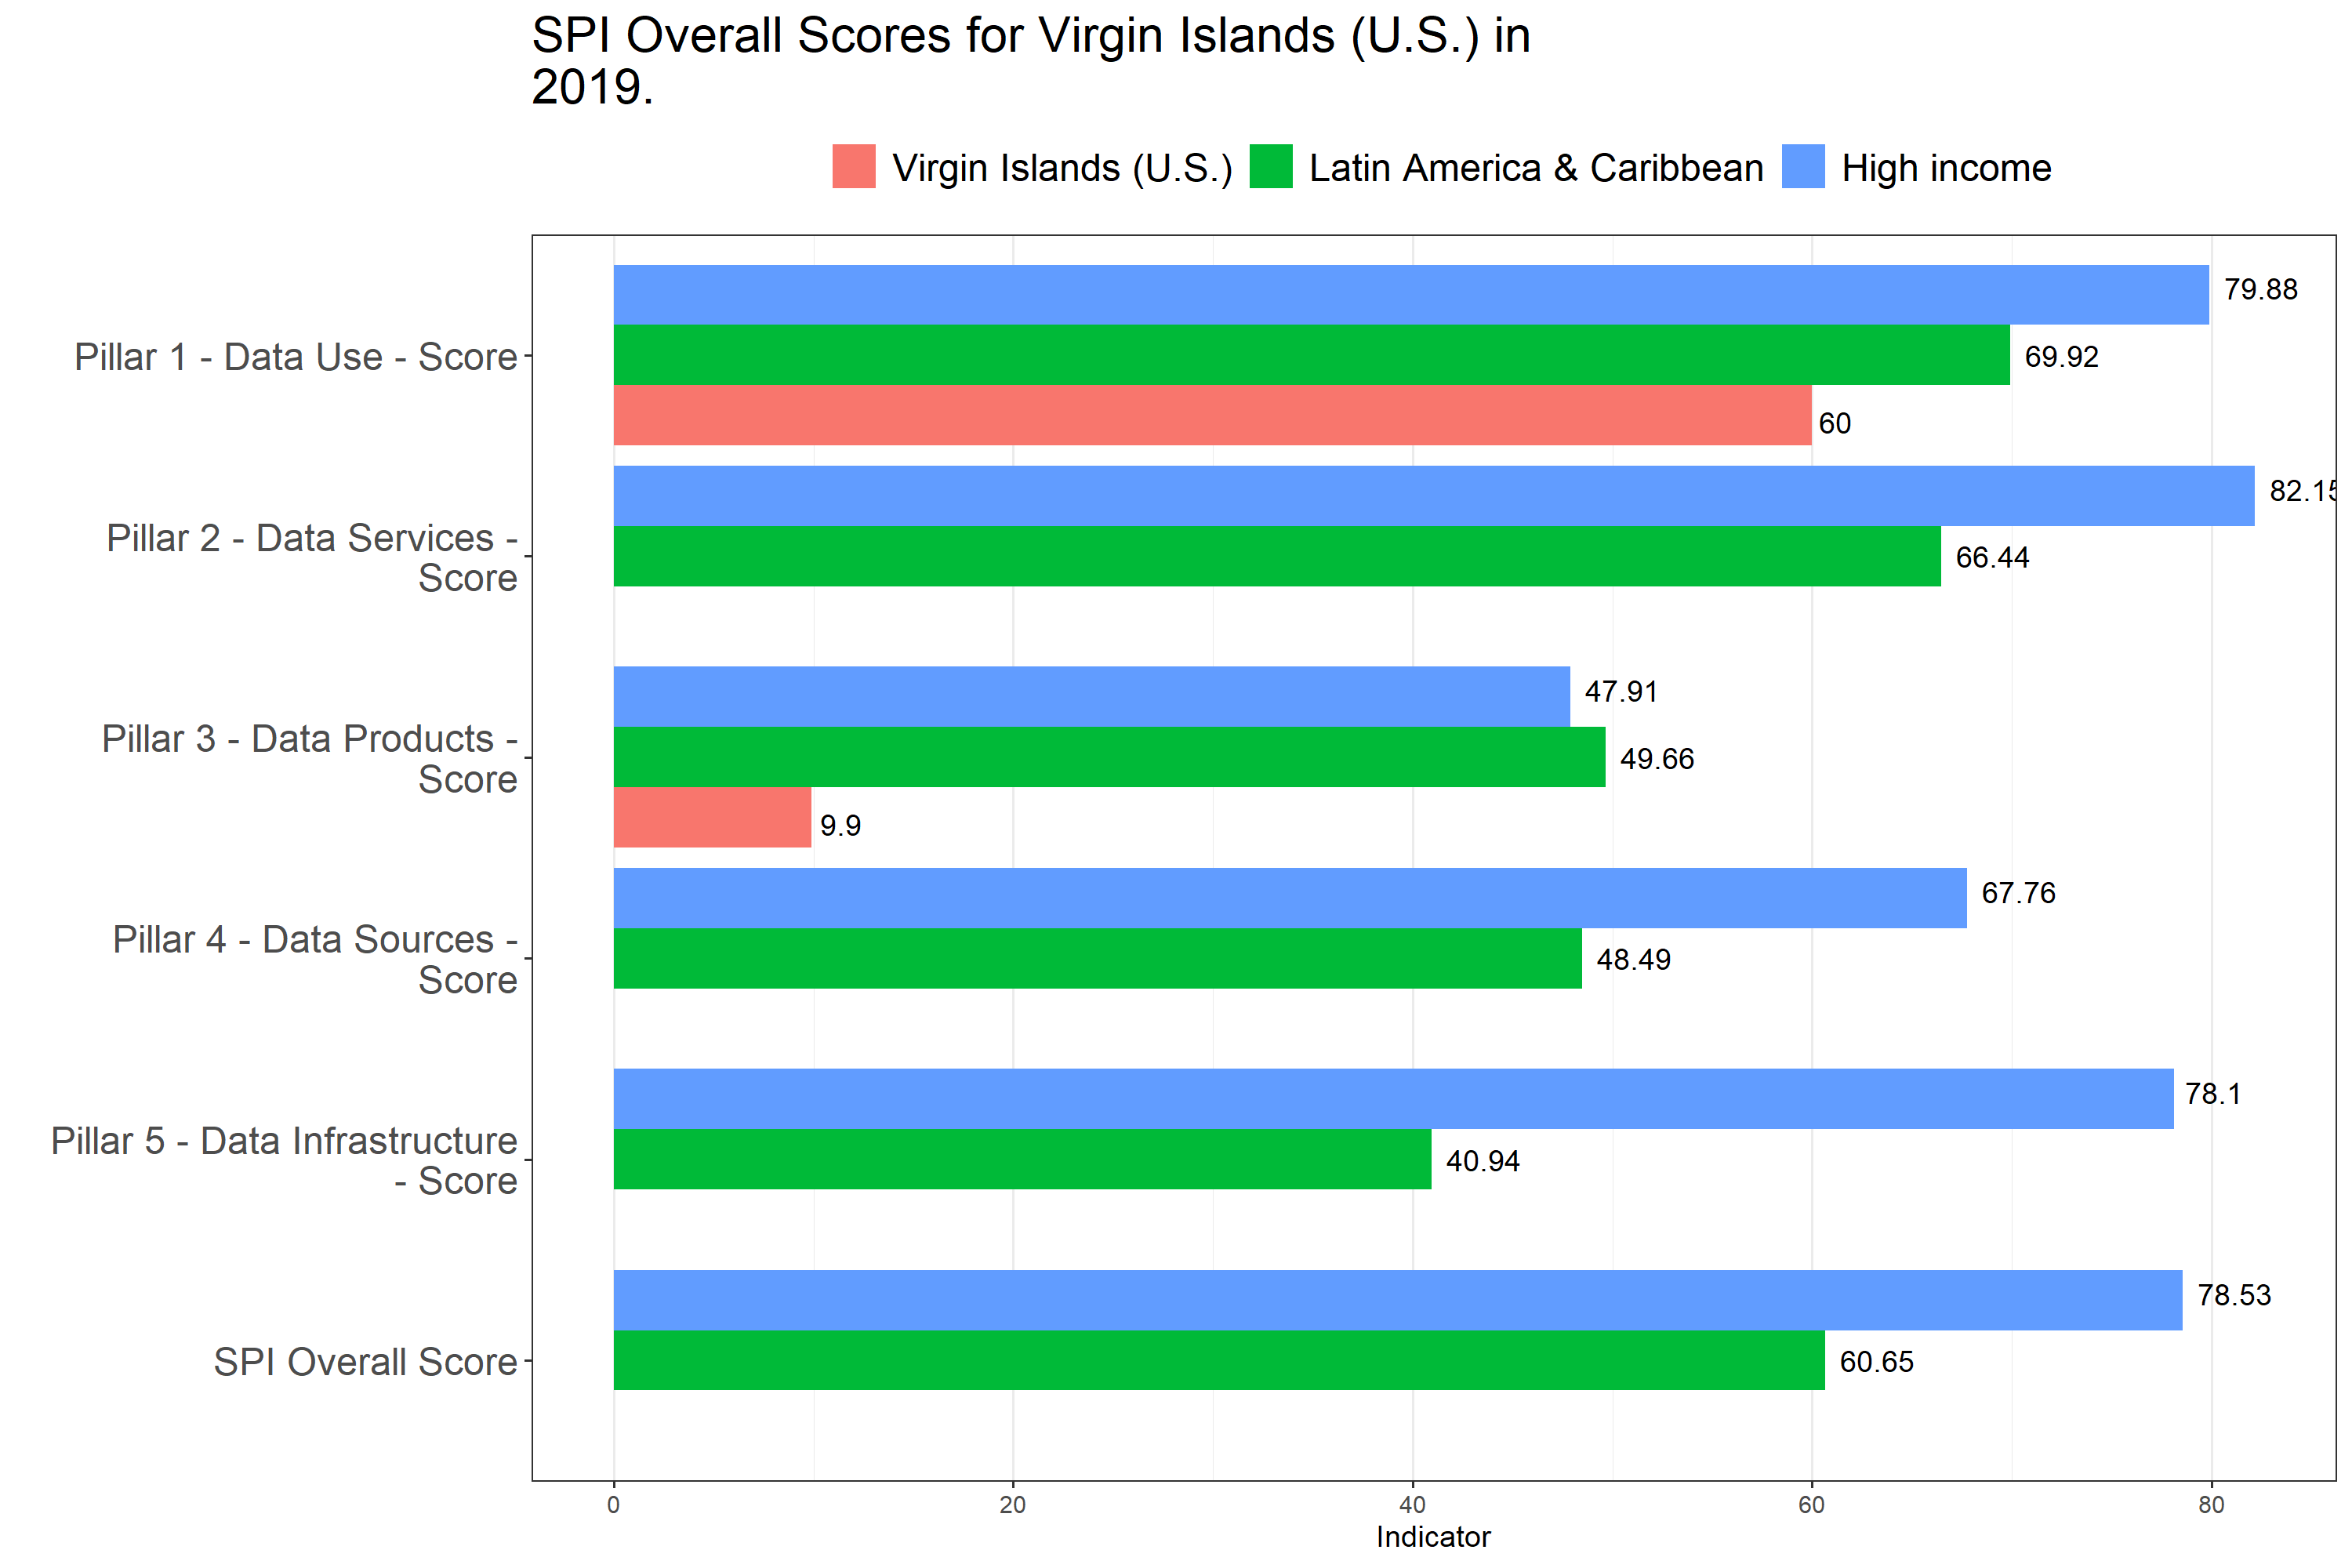 SPI Overall Scores for Virgin Islands (U.S.) in
2019.
Virgin Islands (U.S.) Latin America & Caribbean High income
Pillar 1 - Data Use - Score
79.88
69.92
60
Pillar 2 - Data Services -
Score
82.15
66.44
Pillar 3 - Data Products -
Score
47.91
49.66
9.9
Pillar 4 - Data Sources -
Score
67.76
48.49
Pillar 5 - Data Infrastructure
- Score
78.1
40.94
SPI Overall Score
78.53
60.65
0 20 40 60 80
Indicator